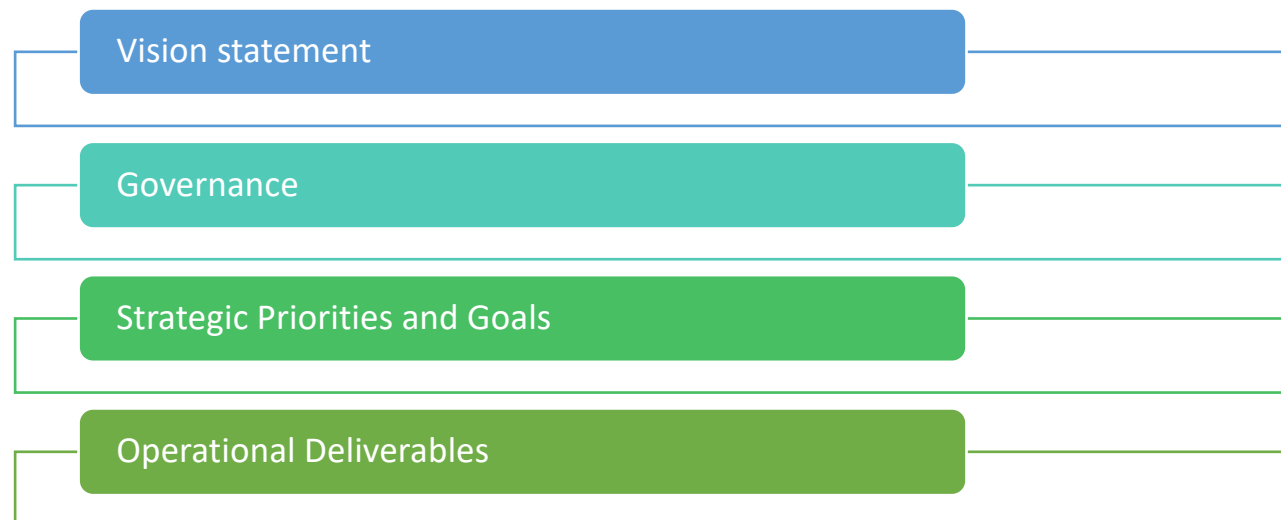 Vision statement
Governance
Strategic Priorities and Goals
Operational Deliverables